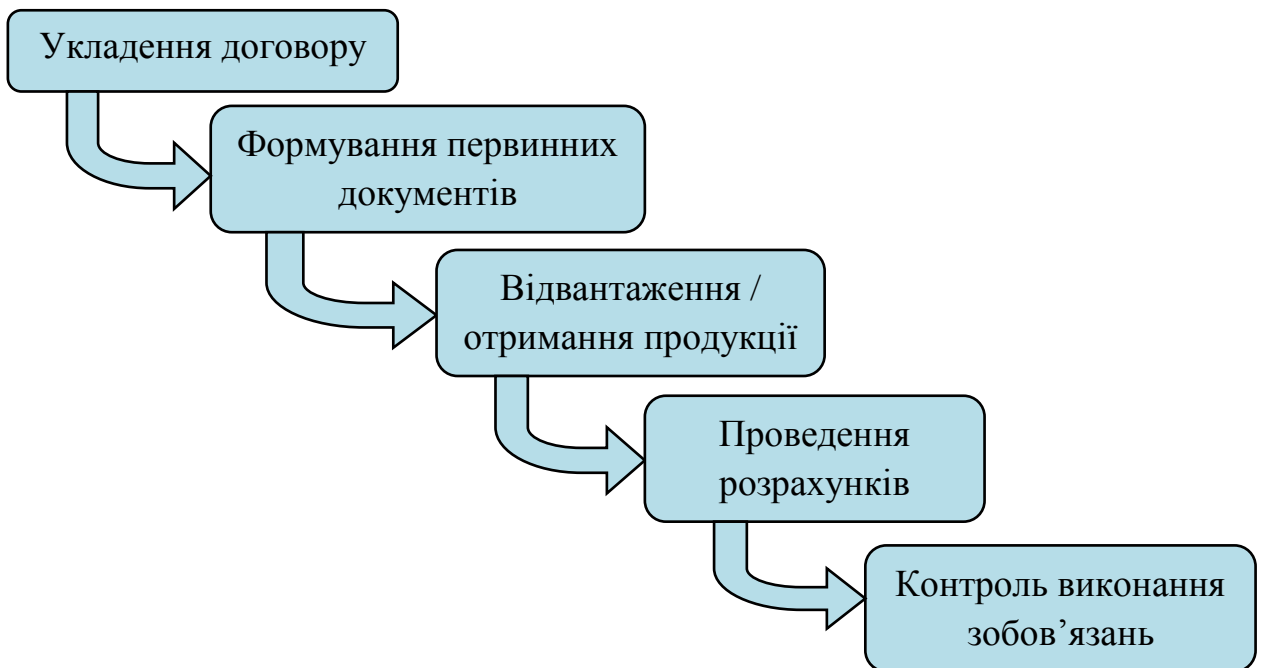 Укладення договору
Формування первинних
документів
Відвантаження /
отримання продукції
Проведення
розрахунків
Контроль виконання
зобов’язань